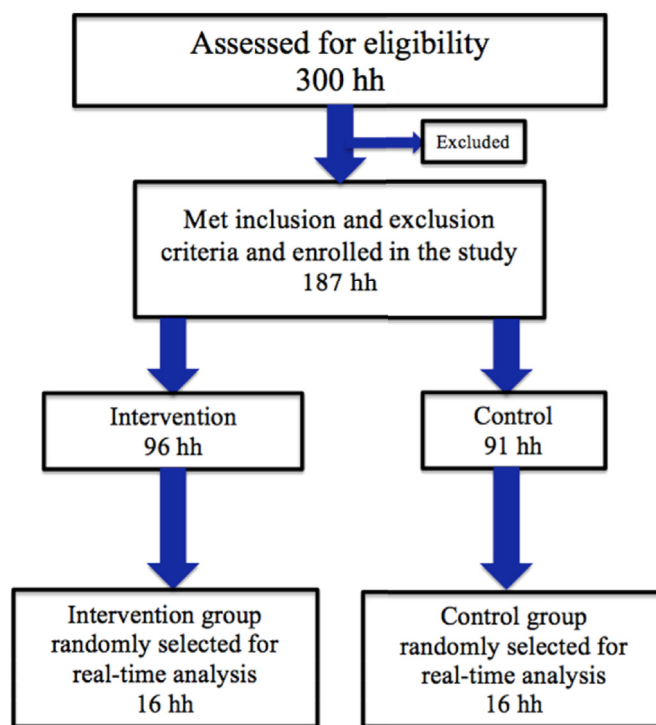 Assessed for eligibility
300 hh
Excluded
Met inclusion and exclusion
criteria and enrolled in the study
187 hh
Intervention
96 hh
Control
91 hh
Intervention group
randomly selected for
real-time analysis
16 hh
Control group
randomly selected for
real-time analysis
16 hh